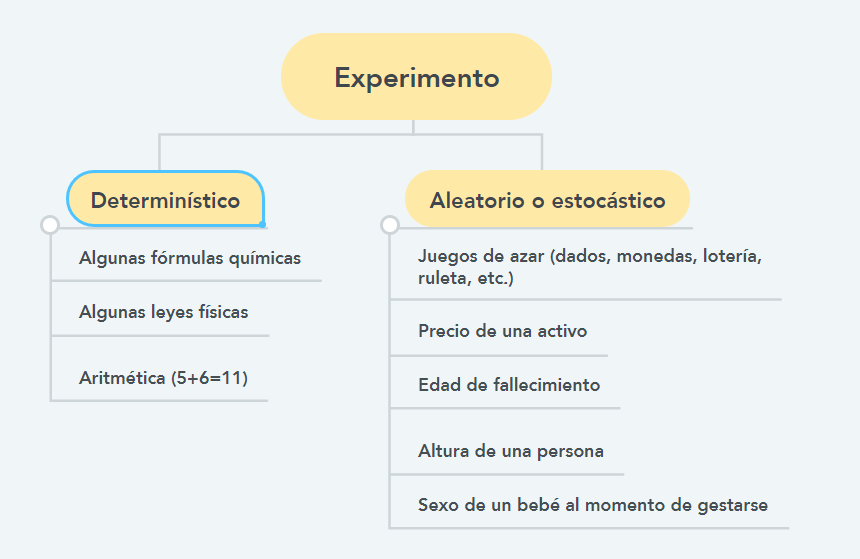 Experimento
Determinístico
Algunas fórmulas químicas
Algunas leyes físicas
Aritmética (5+6=11)
Aleatorio o estocástico
Juegos de azar (dados, monedas, lotería,
ruleta, etc.)
Precio de una activo
Edad de fallecimiento
Altura de una persona
Sexo de un bebé al momento de gestarse